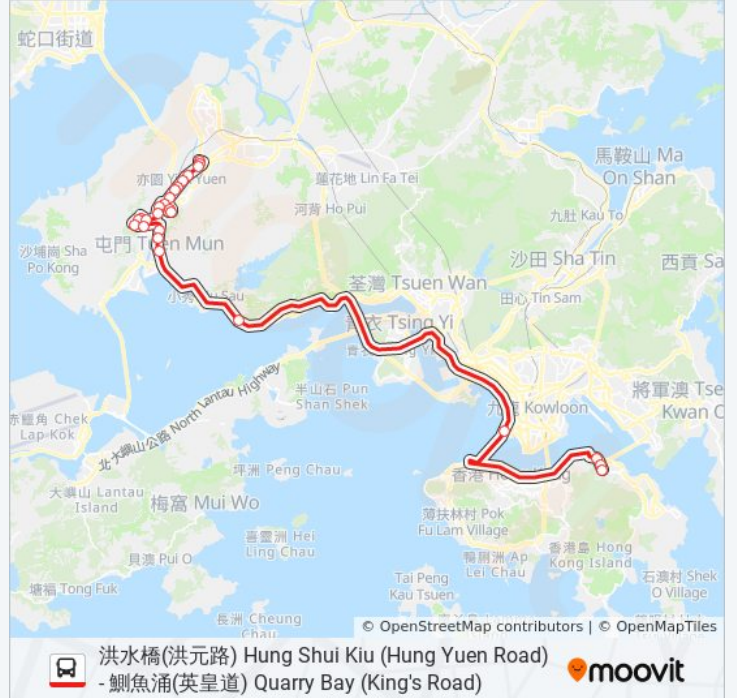 蛇口街道
馬鞍山 Ma
On Shan
亦園
Yuen
蓮花地 Lin Fa Tei
河背 Ho Pui
九肚 Kau To
沙埔崗 Sha
Po Kong
屯門
Mun
沙田 Sha Tin
西貢 Sa
荃灣 Tsuen Wan
田心 Tin Sam
Sau
青衣 Tsing Yi
半山石 Pun
Shan Shek
將軍澳 Tse
Kwan O
九龍 Kowloon
赤鱲角 Chek
Lap Kok
北大嶼山公路 North Lantau Highway
香港
坪洲 Peng Chau
大嶼山 Lantau
Island
梅窩 Mui Wo
薄扶林村 Pok
Fu Lam Village
喜靈洲 Hei
Ling Chau
貝澳 Pui O
鴨脷洲 Ap
Lei Chau
香港島 Hong
Kong Island
塘福 Tong Fuk
Tai Peng
Kau Tsuen
石澳村 Shek
O Village
長洲 Cheung
Chau
© OpenStreetMap contributors | © OpenMapTiles
洪水橋(洪元路) Hung Shui Kiu (Hung Yuen Road)
- 鰂魚涌(英皇道) Quarry Bay (King's Road)
moovit